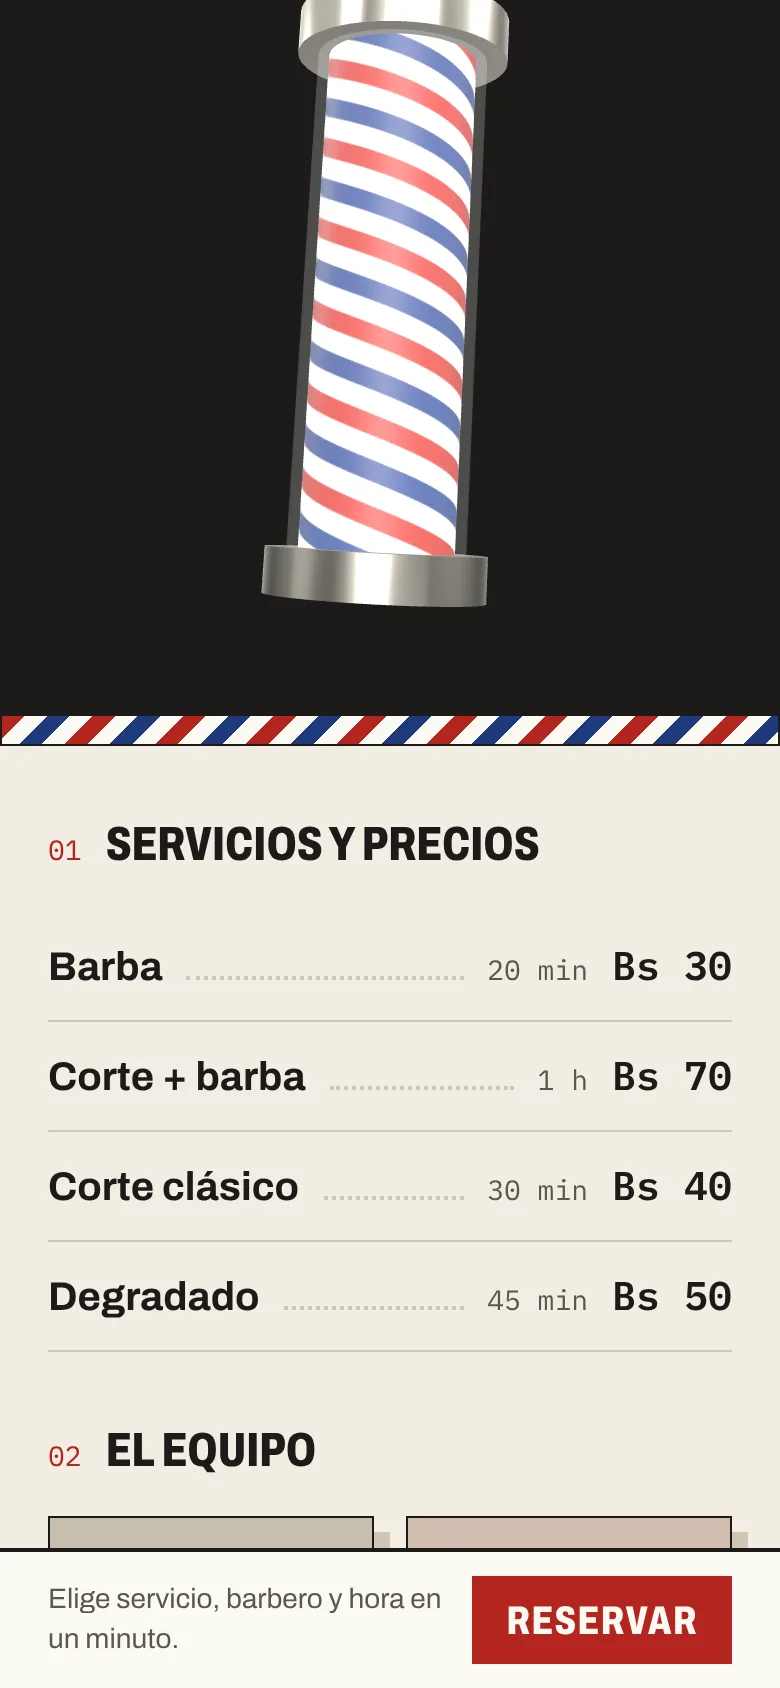 01 SERVICIOS Y PRECIOS
Barba 20 min Bs 30
Corte + barba 1 h Bs 70
Corte clásico 30 min Bs 40
Degradado 45 min Bs 50
02 EL EQUIPO
Elige servicio, barbero y hora en
un minuto.
RESERVAR